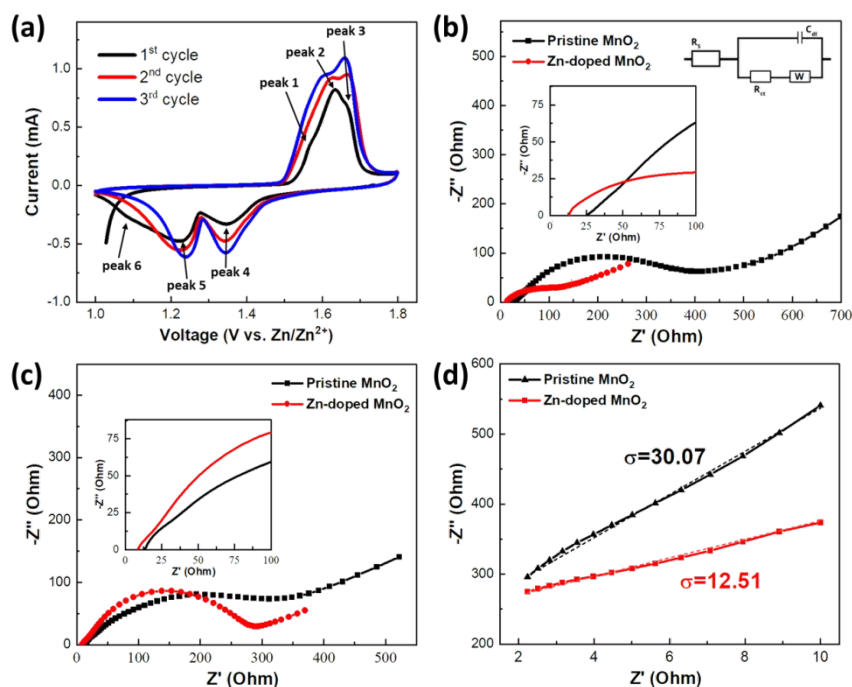 (a)
1st cycle
2nd cycle
3rd cycle
peak 1
peak 2
peak 3
peak 4
peak 5
peak 6
1.0
0.5
0.0
-0.5
-1.0
Current (mA)
1.0 1.2 1.4 1.6 1.8
Voltage (V vs. Zn/Zn2+)
(b)
Pristine MnO2
Zn-doped MnO2
Rs
Cdl
Rct
W
500
400
300
200
100
0
-Z'' (Ohm)
0 100 200 300 400 500 600 700
Z' (Ohm)
75
50
25
0
-Z'' (Ohm)
0 25 50 75 100
Z' (Ohm)
(c)
Pristine MnO2
Zn-doped MnO2
400
300
200
100
0
-Z'' (Ohm)
0 100 200 300 400 500
Z' (Ohm)
75
50
25
0
-Z'' (Ohm)
0 25 50 75 100
Z' (Ohm)
(d)
Pristine MnO2
Zn-doped MnO2
σ=30.07
σ=12.51
600
500
400
300
200
-Z'' (Ohm)
2 4 6 8 10
Z' (Ohm)